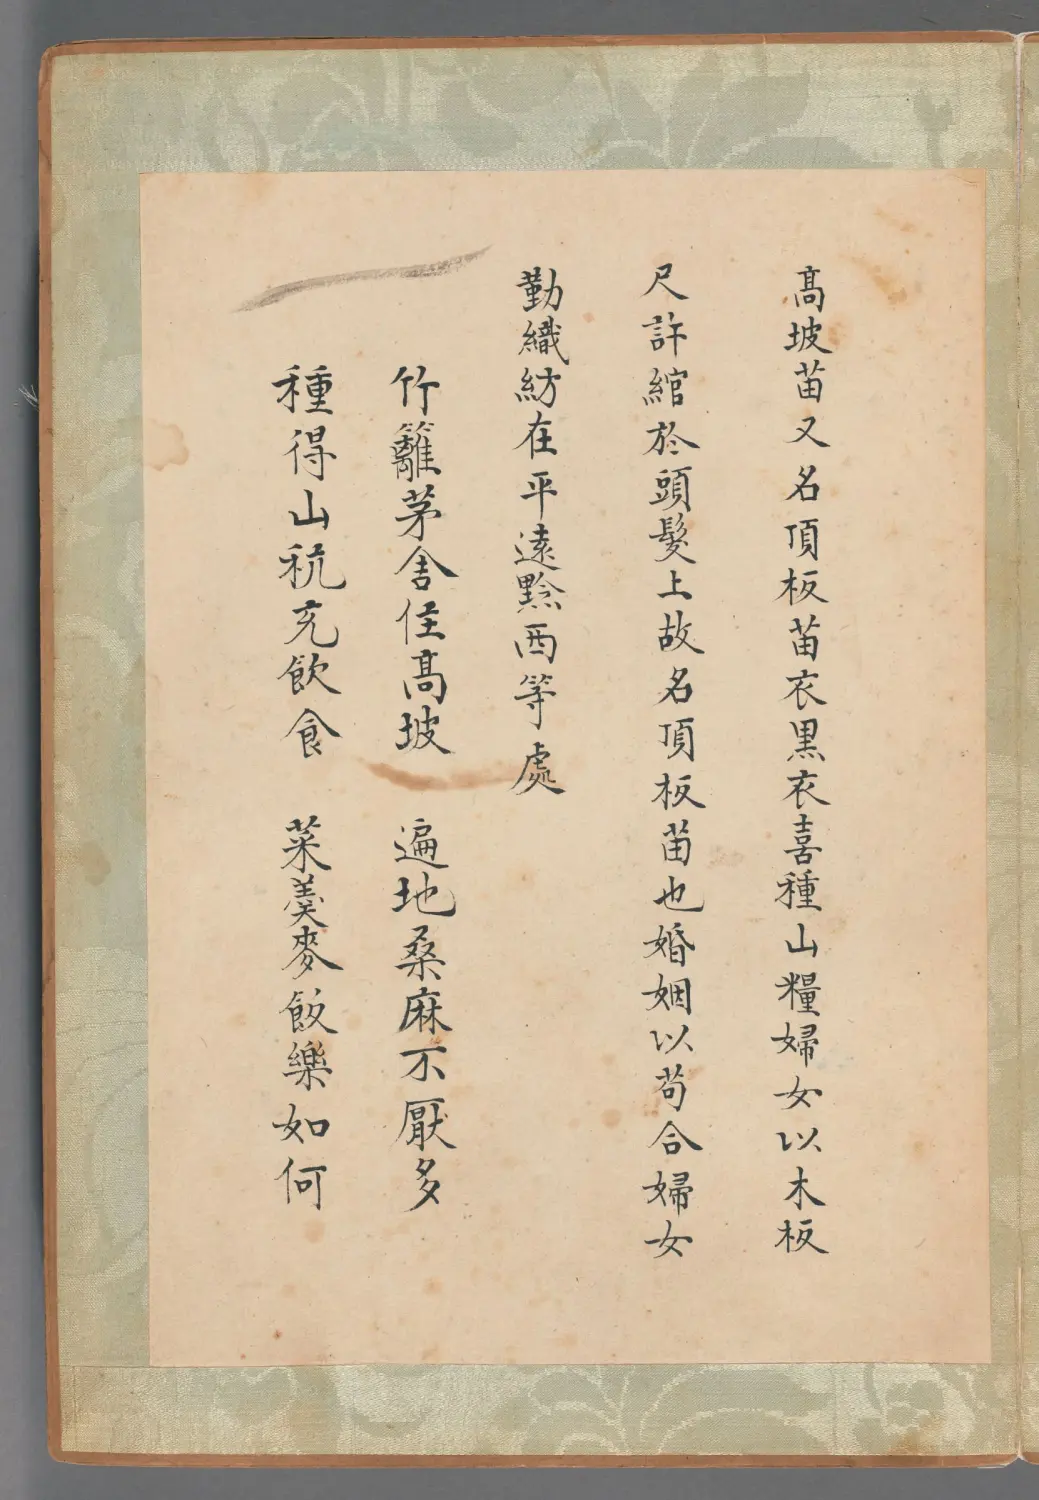 高坡苗又名頂板苗衣黒衣喜種山糧婦女以木板
尺許綰於頭髮上故名頂板苗也婚姻以苟合婦女
勤織紡在平遠黔西等處
竹籬茅舍住高坡 遍地桑麻不厭多
種得山秔充飲食 菜羹麥飯樂如何